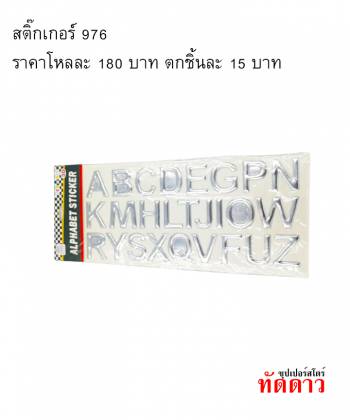 สติ๊กเกอร์ 976
ราคาโหลละ 180 บาท ตกชิ้นละ 15 บาท
ALPHABET STICKER
ABCDEGPN
KMHLTJIOW
RYSXQVFUZ
ซุปเปอร์สโตร์
ทัดดาว